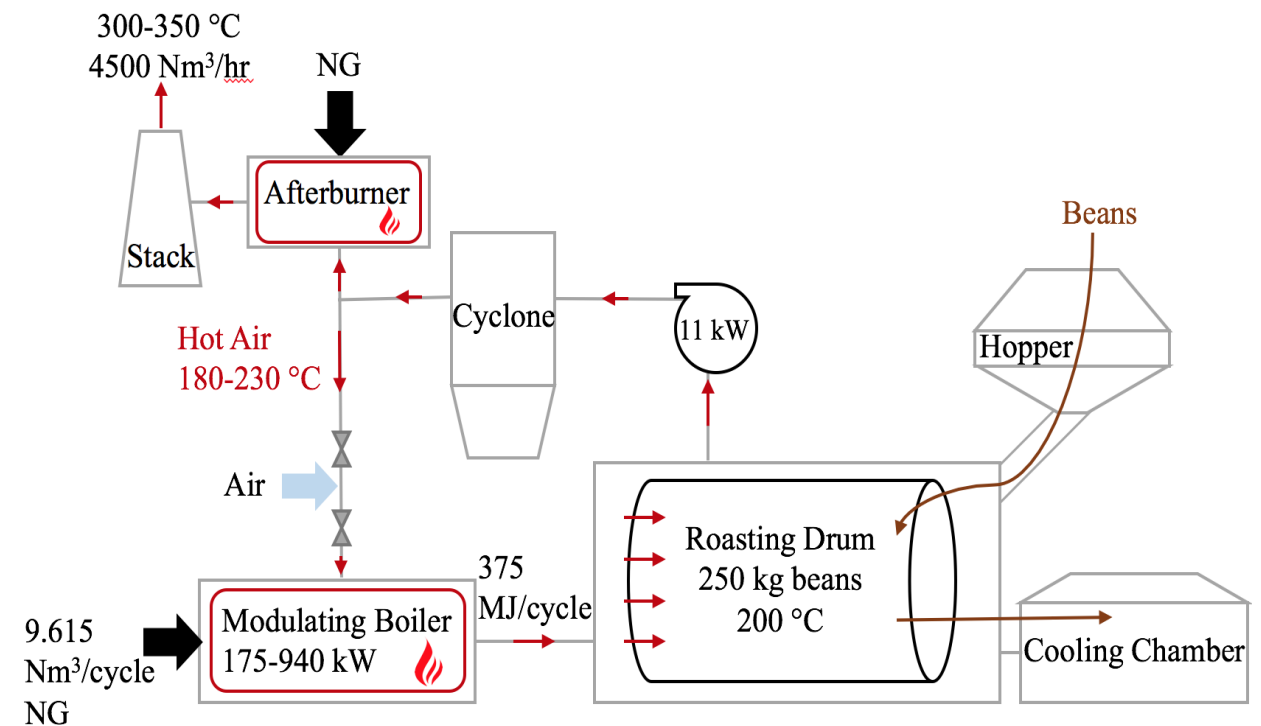 300-350 °C
4500 Nm³/hr
NG
Afterburner
Stack
Beans
Cyclone
11 kW
Hopper
Hot Air
180-230 °C
Air
Roasting Drum
250 kg beans
200 °C
375
MJ/cycle
Modulating Boiler
175-940 kW
9.615
Nm³/cycle
NG
Cooling Chamber